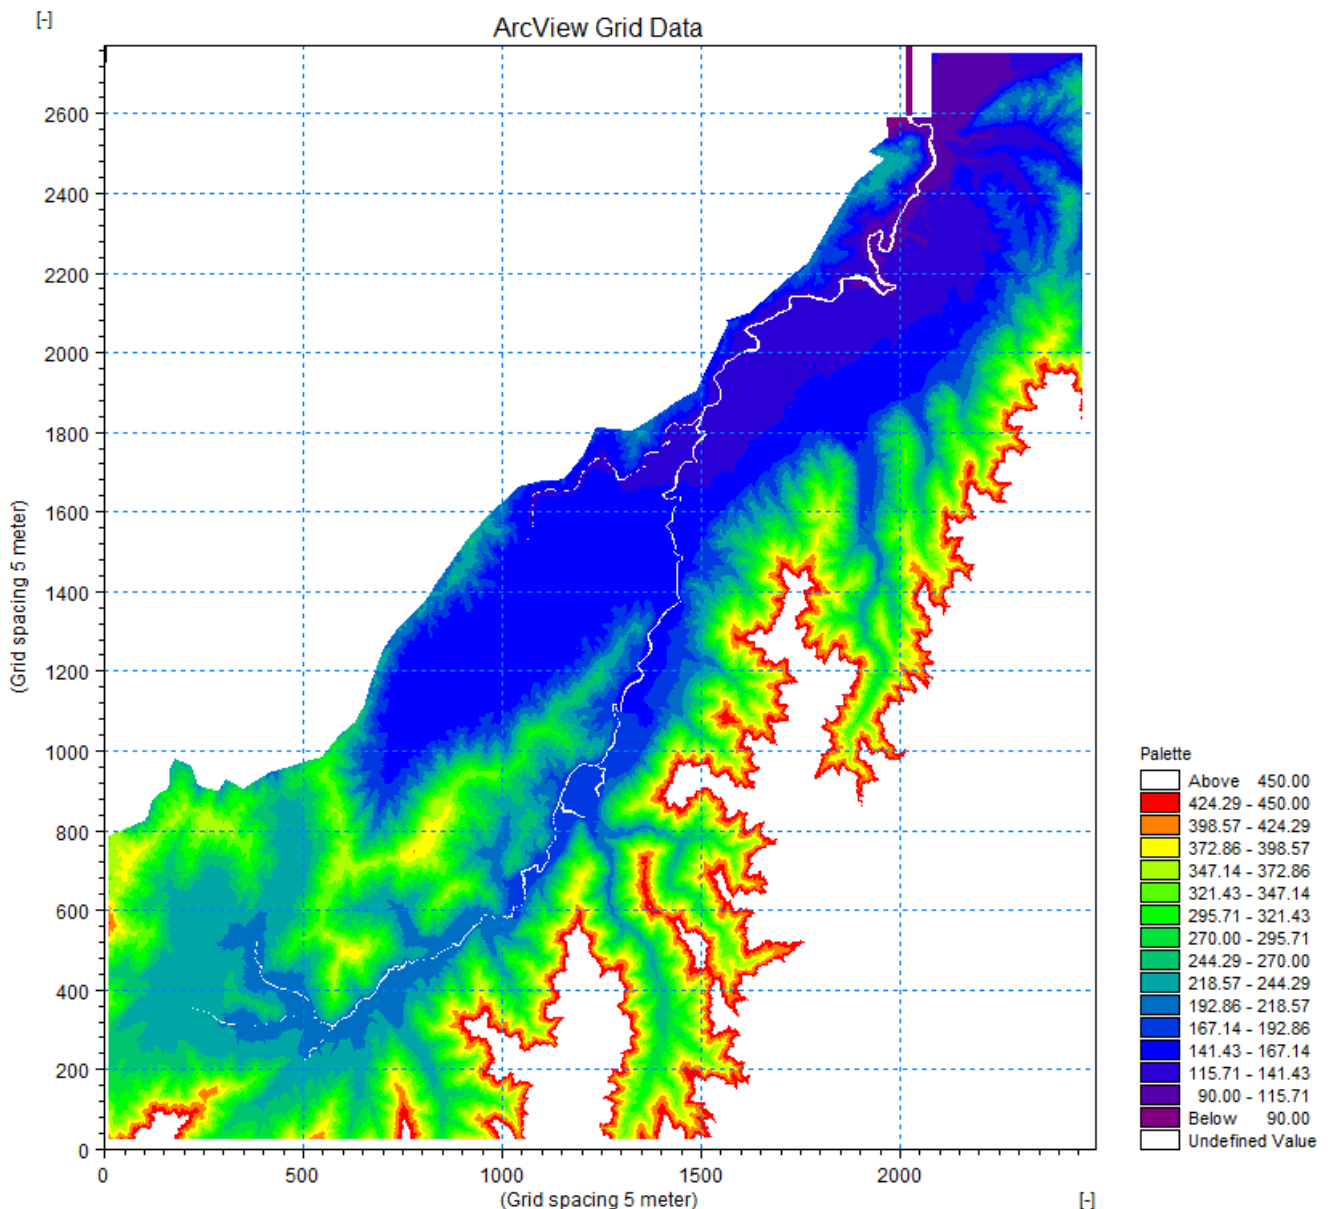 [-]
ArcView Grid Data
2600
2400
2200
2000
1800
1600
1400
1200
1000
800
600
400
200
0
(Grid spacing 5 meter)
0 500 1000 1500 2000
(Grid spacing 5 meter)
[-]
Palette
Above 450.00
424.29 - 450.00
398.57 - 424.29
372.86 - 398.57
347.14 - 372.86
321.43 - 347.14
295.71 - 321.43
270.00 - 295.71
244.29 - 270.00
218.57 - 244.29
192.86 - 218.57
167.14 - 192.86
141.43 - 167.14
115.71 - 141.43
90.00 - 115.71
Below 90.00
Undefined Value